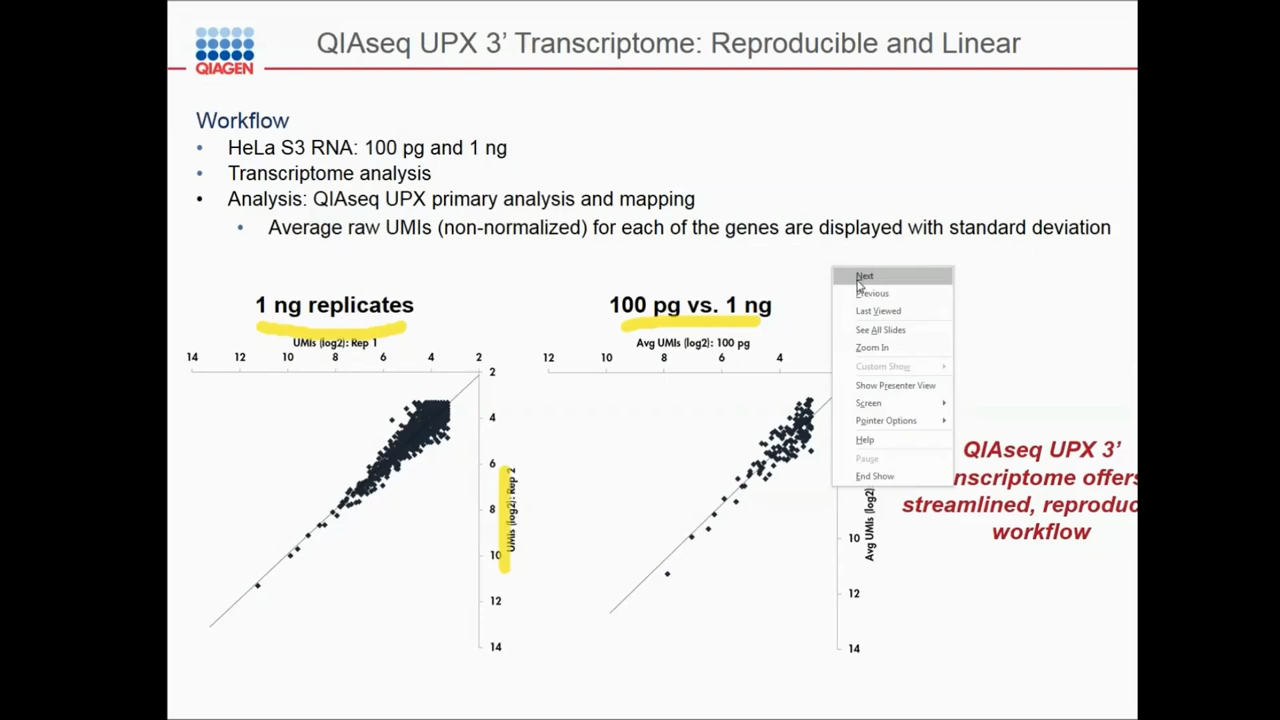 QIAGEN
QIAseq UPX 3’ Transcriptome: Reproducible and Linear
Workflow
• HeLa S3 RNA: 100 pg and 1 ng
• Transcriptome analysis
• Analysis: QIAseq UPX primary analysis and mapping
• Average raw UMIs (non-normalized) for each of the genes are displayed with standard deviation
1 ng replicates
UMIs (log2): Rep 1
14 12 10 8 6 4 2
2
4
6
8
10
12
14
UMIs (log2): Rep 2
100 pg vs. 1 ng
Avg UMIs (log2): 100 pg
12 10 8 6 4
10
12
14
Avg UMIs (log2)
Next
Previous
Last Viewed
See All Slides
Zoom In
Custom Show
Show Presenter View
Screen
Pointer Options
Help
Pause
End Show
QIAseq UPX 3’
nscriptome offers
streamlined, reproduc
workflow